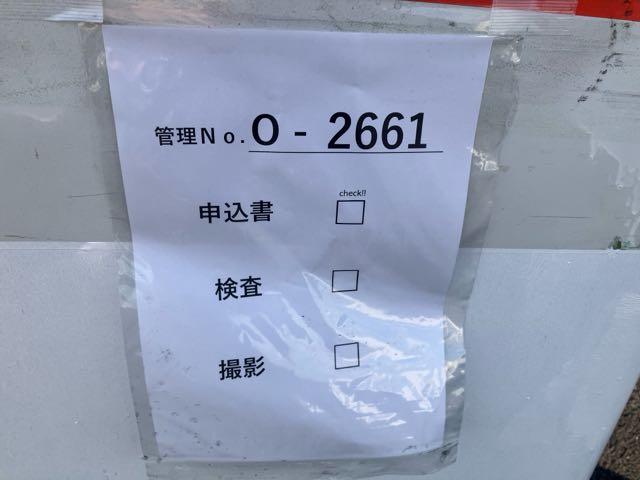 管理No. O - 2661
check!!
申込書 □
検査 □
撮影 □